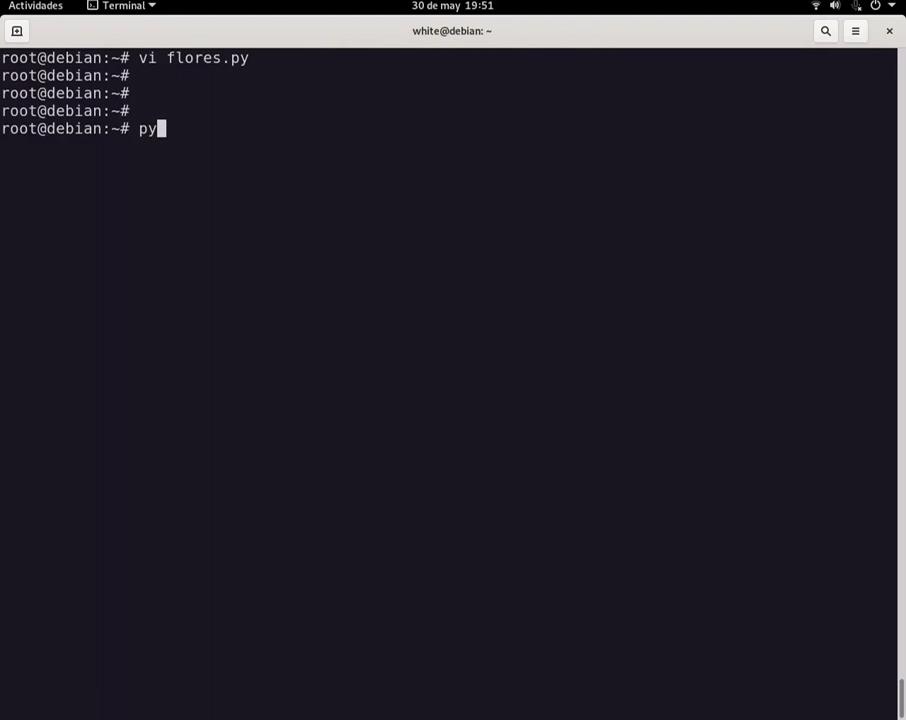 Actividades Terminal 30 de may 19:51
white@debian: ~
root@debian:~# vi flores.py
root@debian:~#
root@debian:~#
root@debian:~#
root@debian:~# py